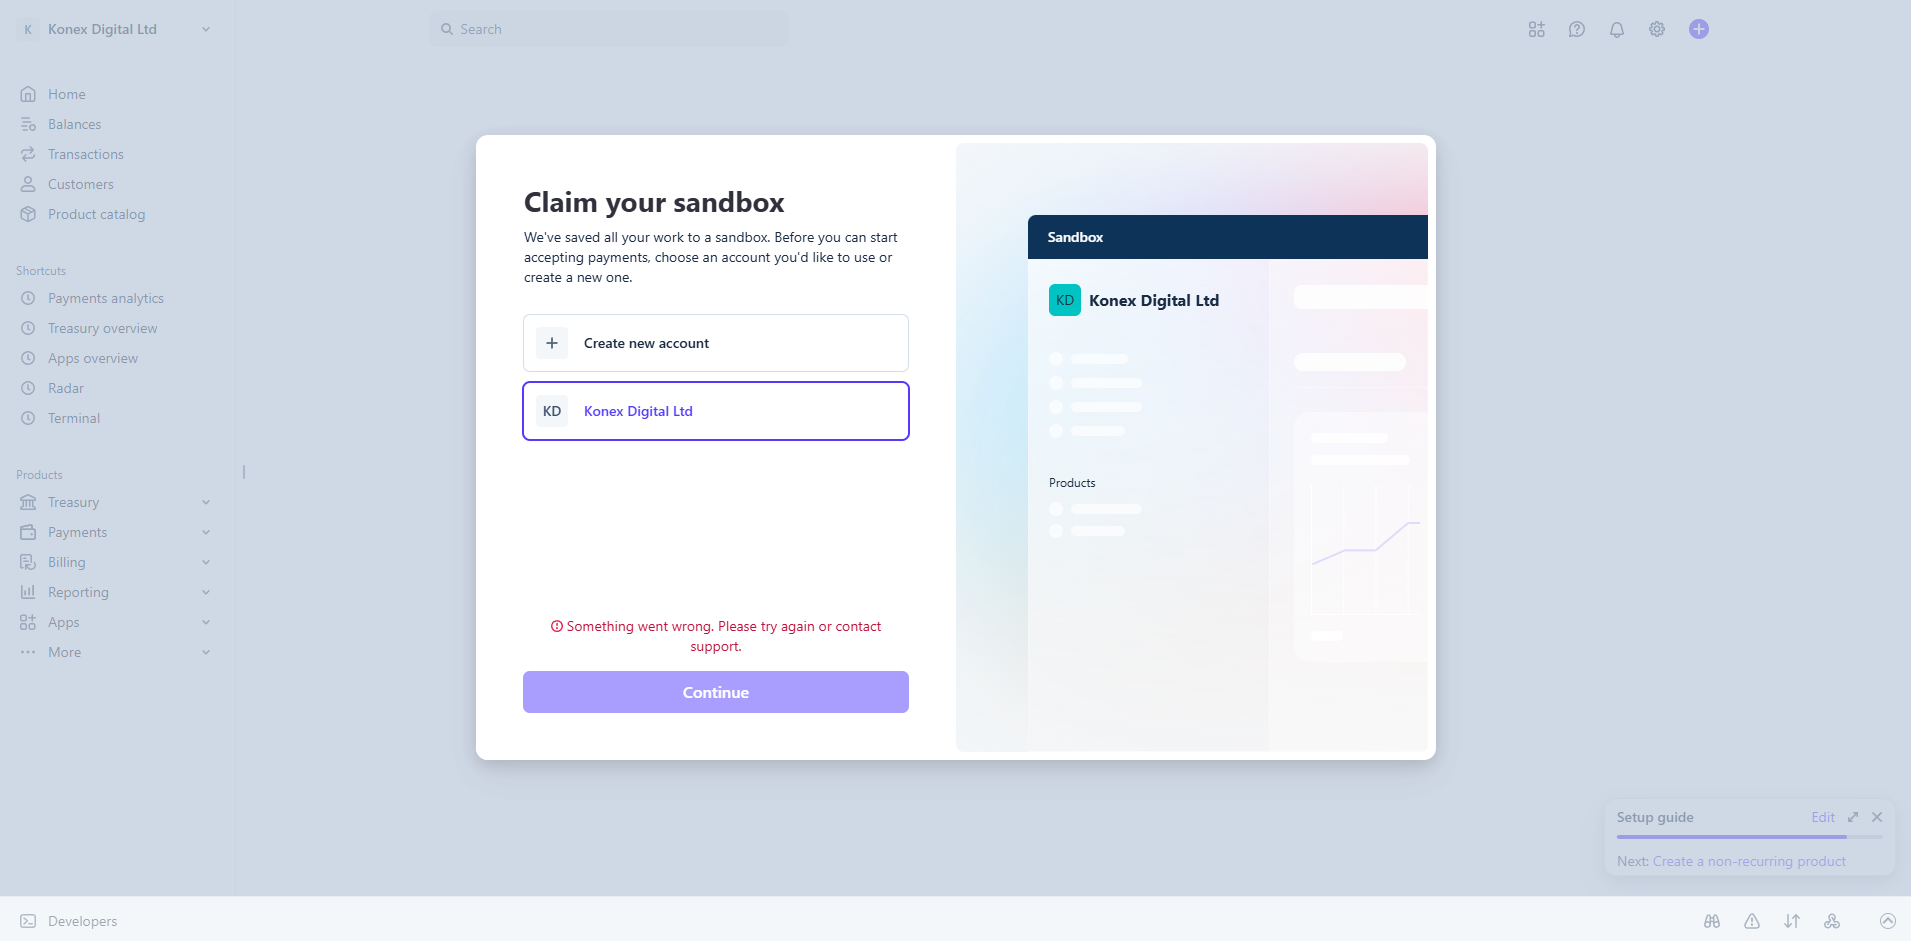 K Konex Digital Ltd
Search
Home
Balances
Transactions
Customers
Product catalog
Shortcuts
Payments analytics
Treasury overview
Apps overview
Radar
Terminal
Products
Treasury
Payments
Billing
Reporting
Apps
More
Claim your sandbox
We've saved all your work to a sandbox. Before you can start
accepting payments, choose an account you'd like to use or
create a new one.
Create new account
KD Konex Digital Ltd
Something went wrong. Please try again or contact
support.
Continue
Sandbox
KD Konex Digital Ltd
Products
Setup guide Edit
Next: Create a non-recurring product
Developers